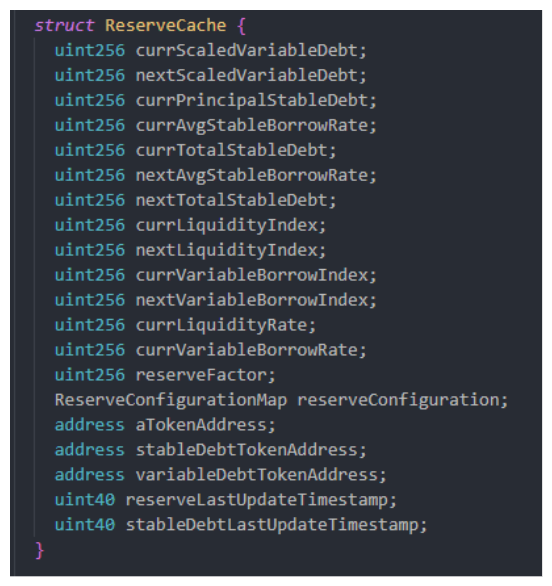 struct ReserveCache {
uint256 currScaledVariableDebt;
uint256 nextScaledVariableDebt;
uint256 currPrincipalStableDebt;
uint256 currAvgStableBorrowRate;
uint256 currTotalStableDebt;
uint256 nextAvgStableBorrowRate;
uint256 nextTotalStableDebt;
uint256 currLiquidityIndex;
uint256 nextLiquidityIndex;
uint256 currVariableBorrowIndex;
uint256 nextVariableBorrowIndex;
uint256 currLiquidityRate;
uint256 currVariableBorrowRate;
uint256 reserveFactor;
ReserveConfigurationMap reserveConfiguration;
address aTokenAddress;
address stableDebtTokenAddress;
address variableDebtTokenAddress;
uint40 reserveLastUpdateTimestamp;
uint40 stableDebtLastUpdateTimestamp;
}